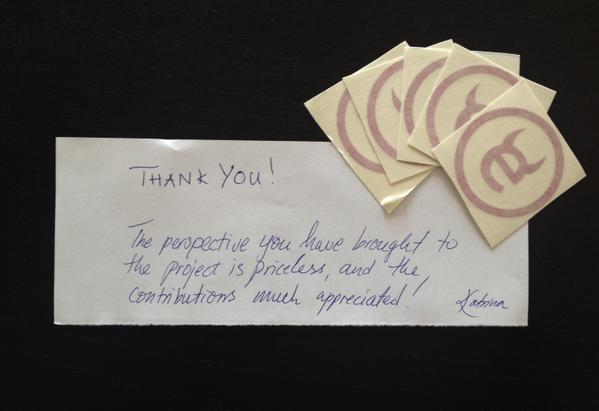 THANK YOU!
The perspective you have brought to
the project is priceless, and the
contributions much appreciated!
Katrina